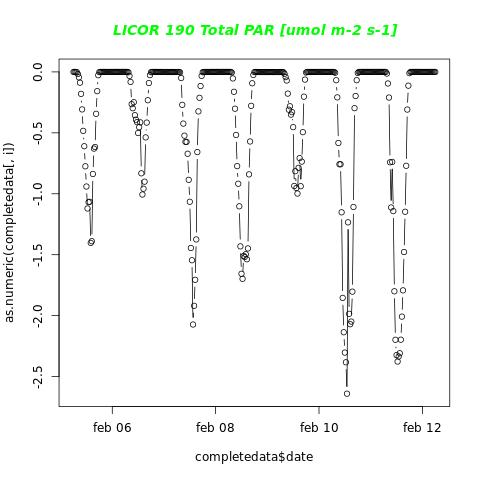 LICOR 190 Total PAR [umol m-2 s-1]
as.numeric(completedata[, i])
0.0
-0.5
-1.0
-1.5
-2.0
-2.5
feb 06
feb 08
feb 10
feb 12
completedata$date